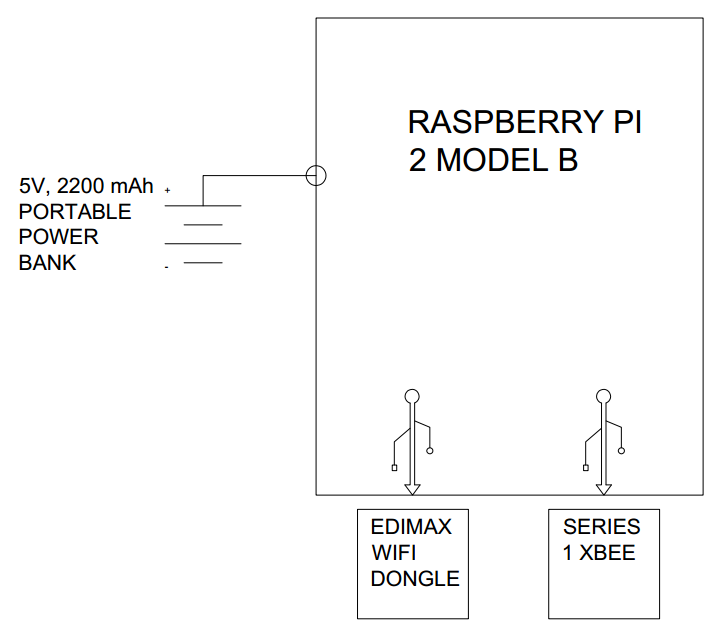 RASPBERRY PI
2 MODEL B
5V, 2200 mAh +
PORTABLE
POWER
BANK -
EDIMAX
WIFI
DONGLE
SERIES
1 XBEE